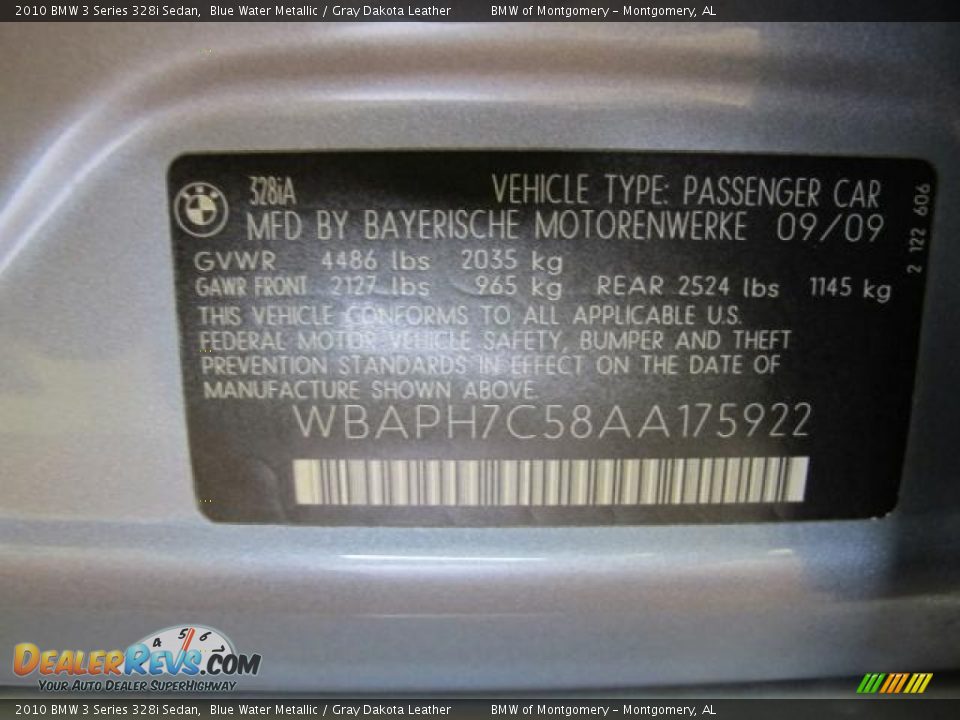 2010 BMW 3 Series 328i Sedan,  Blue Water Metallic / Gray Dakota Leather    BMW of Montgomery - Montgomery, AL
BMW
328iA    VEHICLE TYPE: PASSENGER CAR
MFD BY BAYERISCHE MOTORENWERKE 09/09
GVWR 4486 lbs 2035 kg
GAWR FRONT 2127 lbs 965 kg REAR 2524 lbs 1145 kg
THIS VEHICLE CONFORMS TO ALL APPLICABLE U.S.
FEDERAL MOTOR VEHICLE SAFETY, BUMPER AND THEFT
PREVENTION STANDARDS IN EFFECT ON THE DATE OF
MANUFACTURE SHOWN ABOVE.
WBAPH7C58AA175922
2 122 606
4 5 6 7
DealerRevs.com
Your Auto Dealer SuperHighway
2010 BMW 3 Series 328i Sedan,  Blue Water Metallic / Gray Dakota Leather    BMW of Montgomery - Montgomery, AL